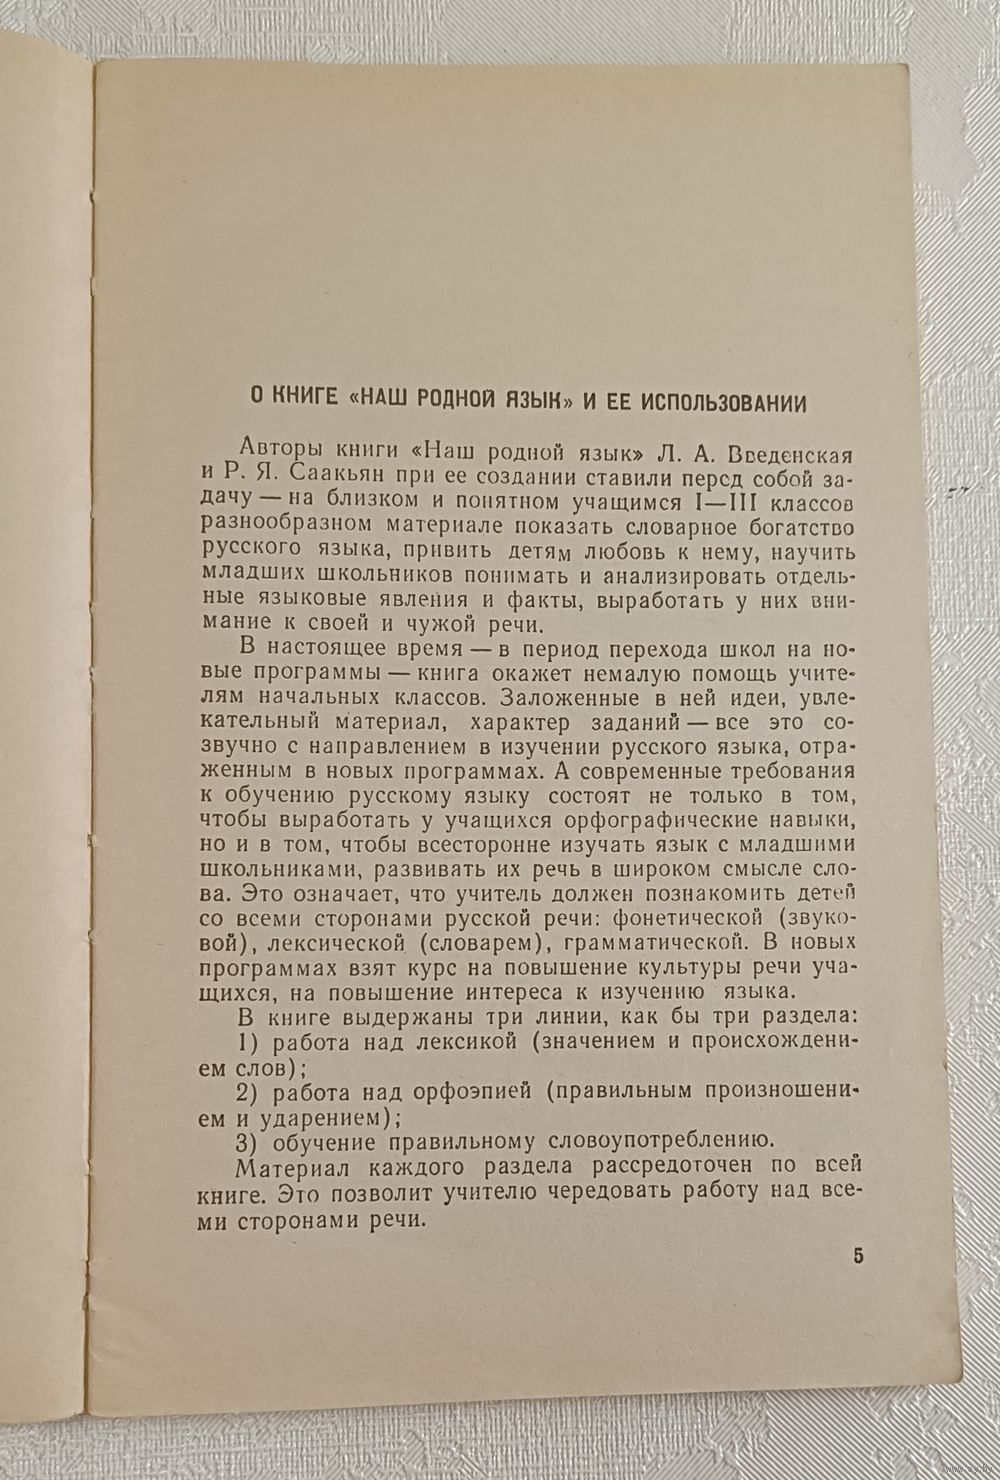 О КНИГЕ «НАШ РОДНОЙ ЯЗЫК» И ЕЕ ИСПОЛЬЗОВАНИИ
Авторы книги «Наш родной язык» Л. А. Введенская
и Р. Я. Саакьян при ее создании ставили перед собой за-
дачу — на близком и понятном учащимся I—III классов
разнообразном материале показать словарное богатство
русского языка, привить детям любовь к нему, научить
младших школьников понимать и анализировать отдель-
ные языковые явления и факты, выработать у них вни-
мание к своей и чужой речи.
В настоящее время — в период перехода школ на но-
вые программы — книга окажет немалую помощь учите-
лям начальных классов. Заложенные в ней идеи, увле-
кательный материал, характер заданий — все это со-
звучно с направлением в изучении русского языка, отра-
женным в новых программах. А современные требования
к обучению русскому языку состоят не только в том,
чтобы выработать у учащихся орфографические навыки,
но и в том, чтобы всесторонне изучать язык с младшими
школьниками, развивать их речь в широком смысле сло-
ва. Это означает, что учитель должен познакомить детей
со всеми сторонами русской речи: фонетической (звуко-
вой), лексической (словарем), грамматической. В новых
программах взят курс на повышение культуры речи уча-
щихся, на повышение интереса к изучению языка.
В книге выдержаны три линии, как бы три раздела:
1) работа над лексикой (значением и происхождени-
ем слов);
2) работа над орфоэпией (правильным произношени-
ем и ударением);
3) обучение правильному словоупотреблению.
Материал каждого раздела рассредоточен по всей
книге. Это позволит учителю чередовать работу над все-
ми сторонами речи.
5